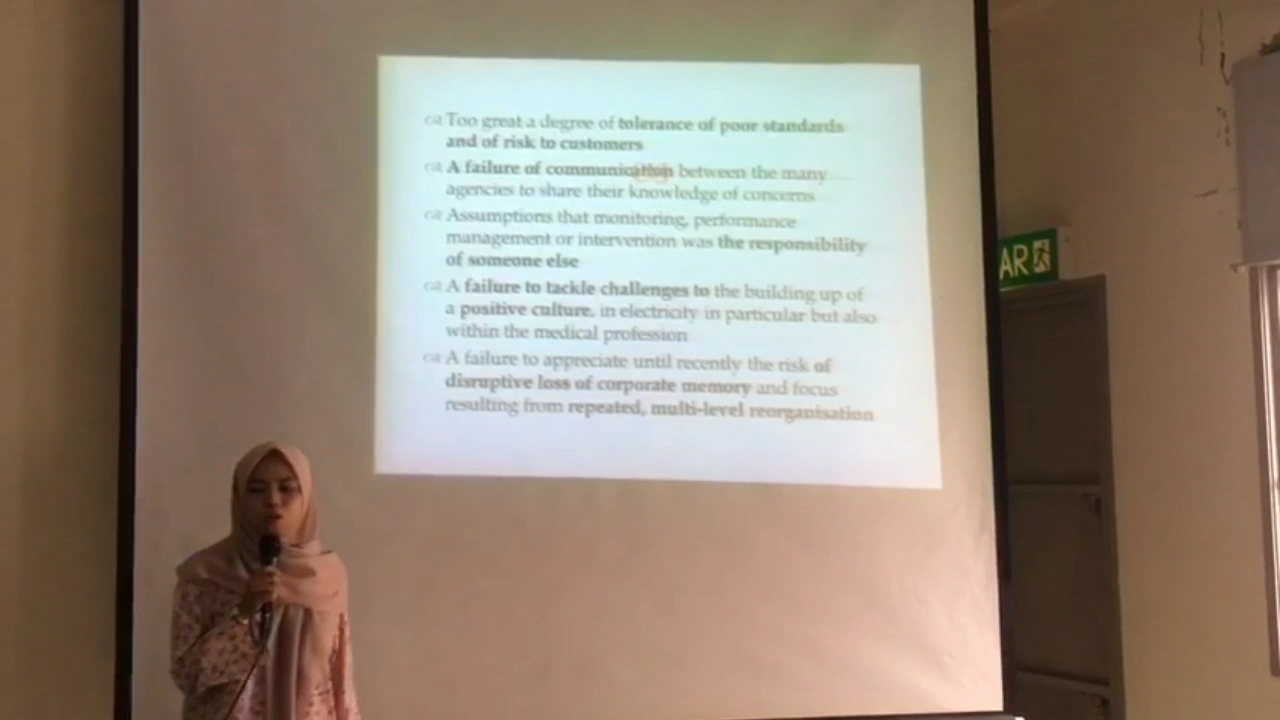 Too great a degree of tolerance of poor standards
and of risk to customers
A failure of communication between the many
agencies to share their knowledge of concerns
Assumptions that monitoring, performance
management or intervention was the responsibility
of someone else
A failure to tackle challenges to the building up of
a positive culture, in electricity in particular but also
within the medical profession
A failure to appreciate until recently the risk of
disruptive loss of corporate memory and focus
resulting from repeated, multi-level reorganisation
AR